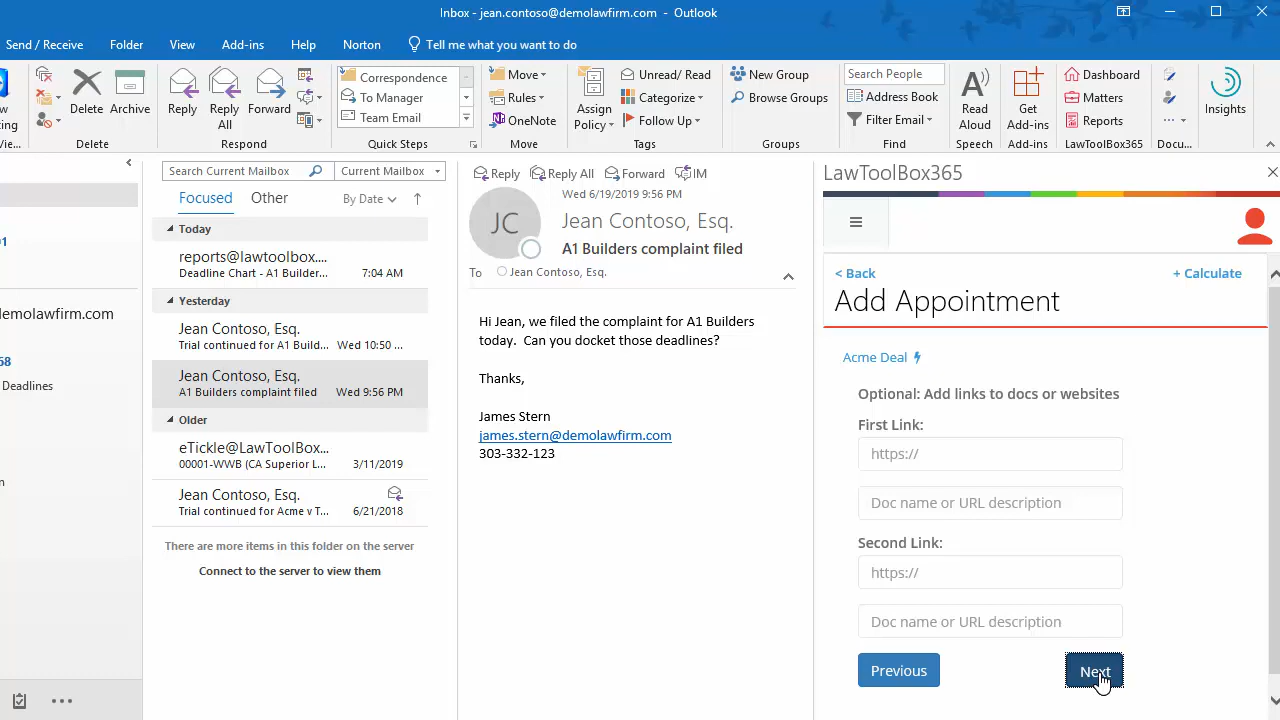 Inbox - jean.contoso@demolawfirm.com - Outlook
Send / Receive Folder View Add-ins Help Norton Tell me what you want to do
Delete Archive
Reply Reply All Forward
Correspondence
To Manager
Team Email
Move
Rules
OneNote
Assign Policy
Unread/ Read
Categorize
Follow Up
New Group
Browse Groups
Search People
Address Book
Filter Email
Read Aloud
Get Add-ins
Dashboard
Matters
Reports
Insights
Delete Respond Quick Steps Move Tags Groups Find Speech Add-ins LawToolBox365 Docu...
Search Current Mailbox Current Mailbox
Focused Other By Date
Today
reports@lawtoolbox....
Deadline Chart - A1 Builder... 7:04 AM
Yesterday
Jean Contoso, Esq.
Trial continued for A1 Build... Wed 10:50 ...
Jean Contoso, Esq.
A1 Builders complaint filed Wed 9:56 PM
Older
eTickle@LawToolBox...
00001-WWB (CA Superior L... 3/11/2019
Jean Contoso, Esq.
Trial continued for Acme v T... 6/21/2018
There are more items in this folder on the server
Connect to the server to view them
emolawfirm.com
Deadlines
Reply Reply All Forward IM
Wed 6/19/2019 9:56 PM
JC
Jean Contoso, Esq.
A1 Builders complaint filed
To Jean Contoso, Esq.
Hi Jean, we filed the complaint for A1 Builders
today. Can you docket those deadlines?
Thanks,
James Stern
james.stern@demolawfirm.com
303-332-123
LawToolBox365
< Back + Calculate
Add Appointment
Acme Deal
Optional: Add links to docs or websites
First Link:
https://
Doc name or URL description
Second Link:
https://
Doc name or URL description
Previous Next